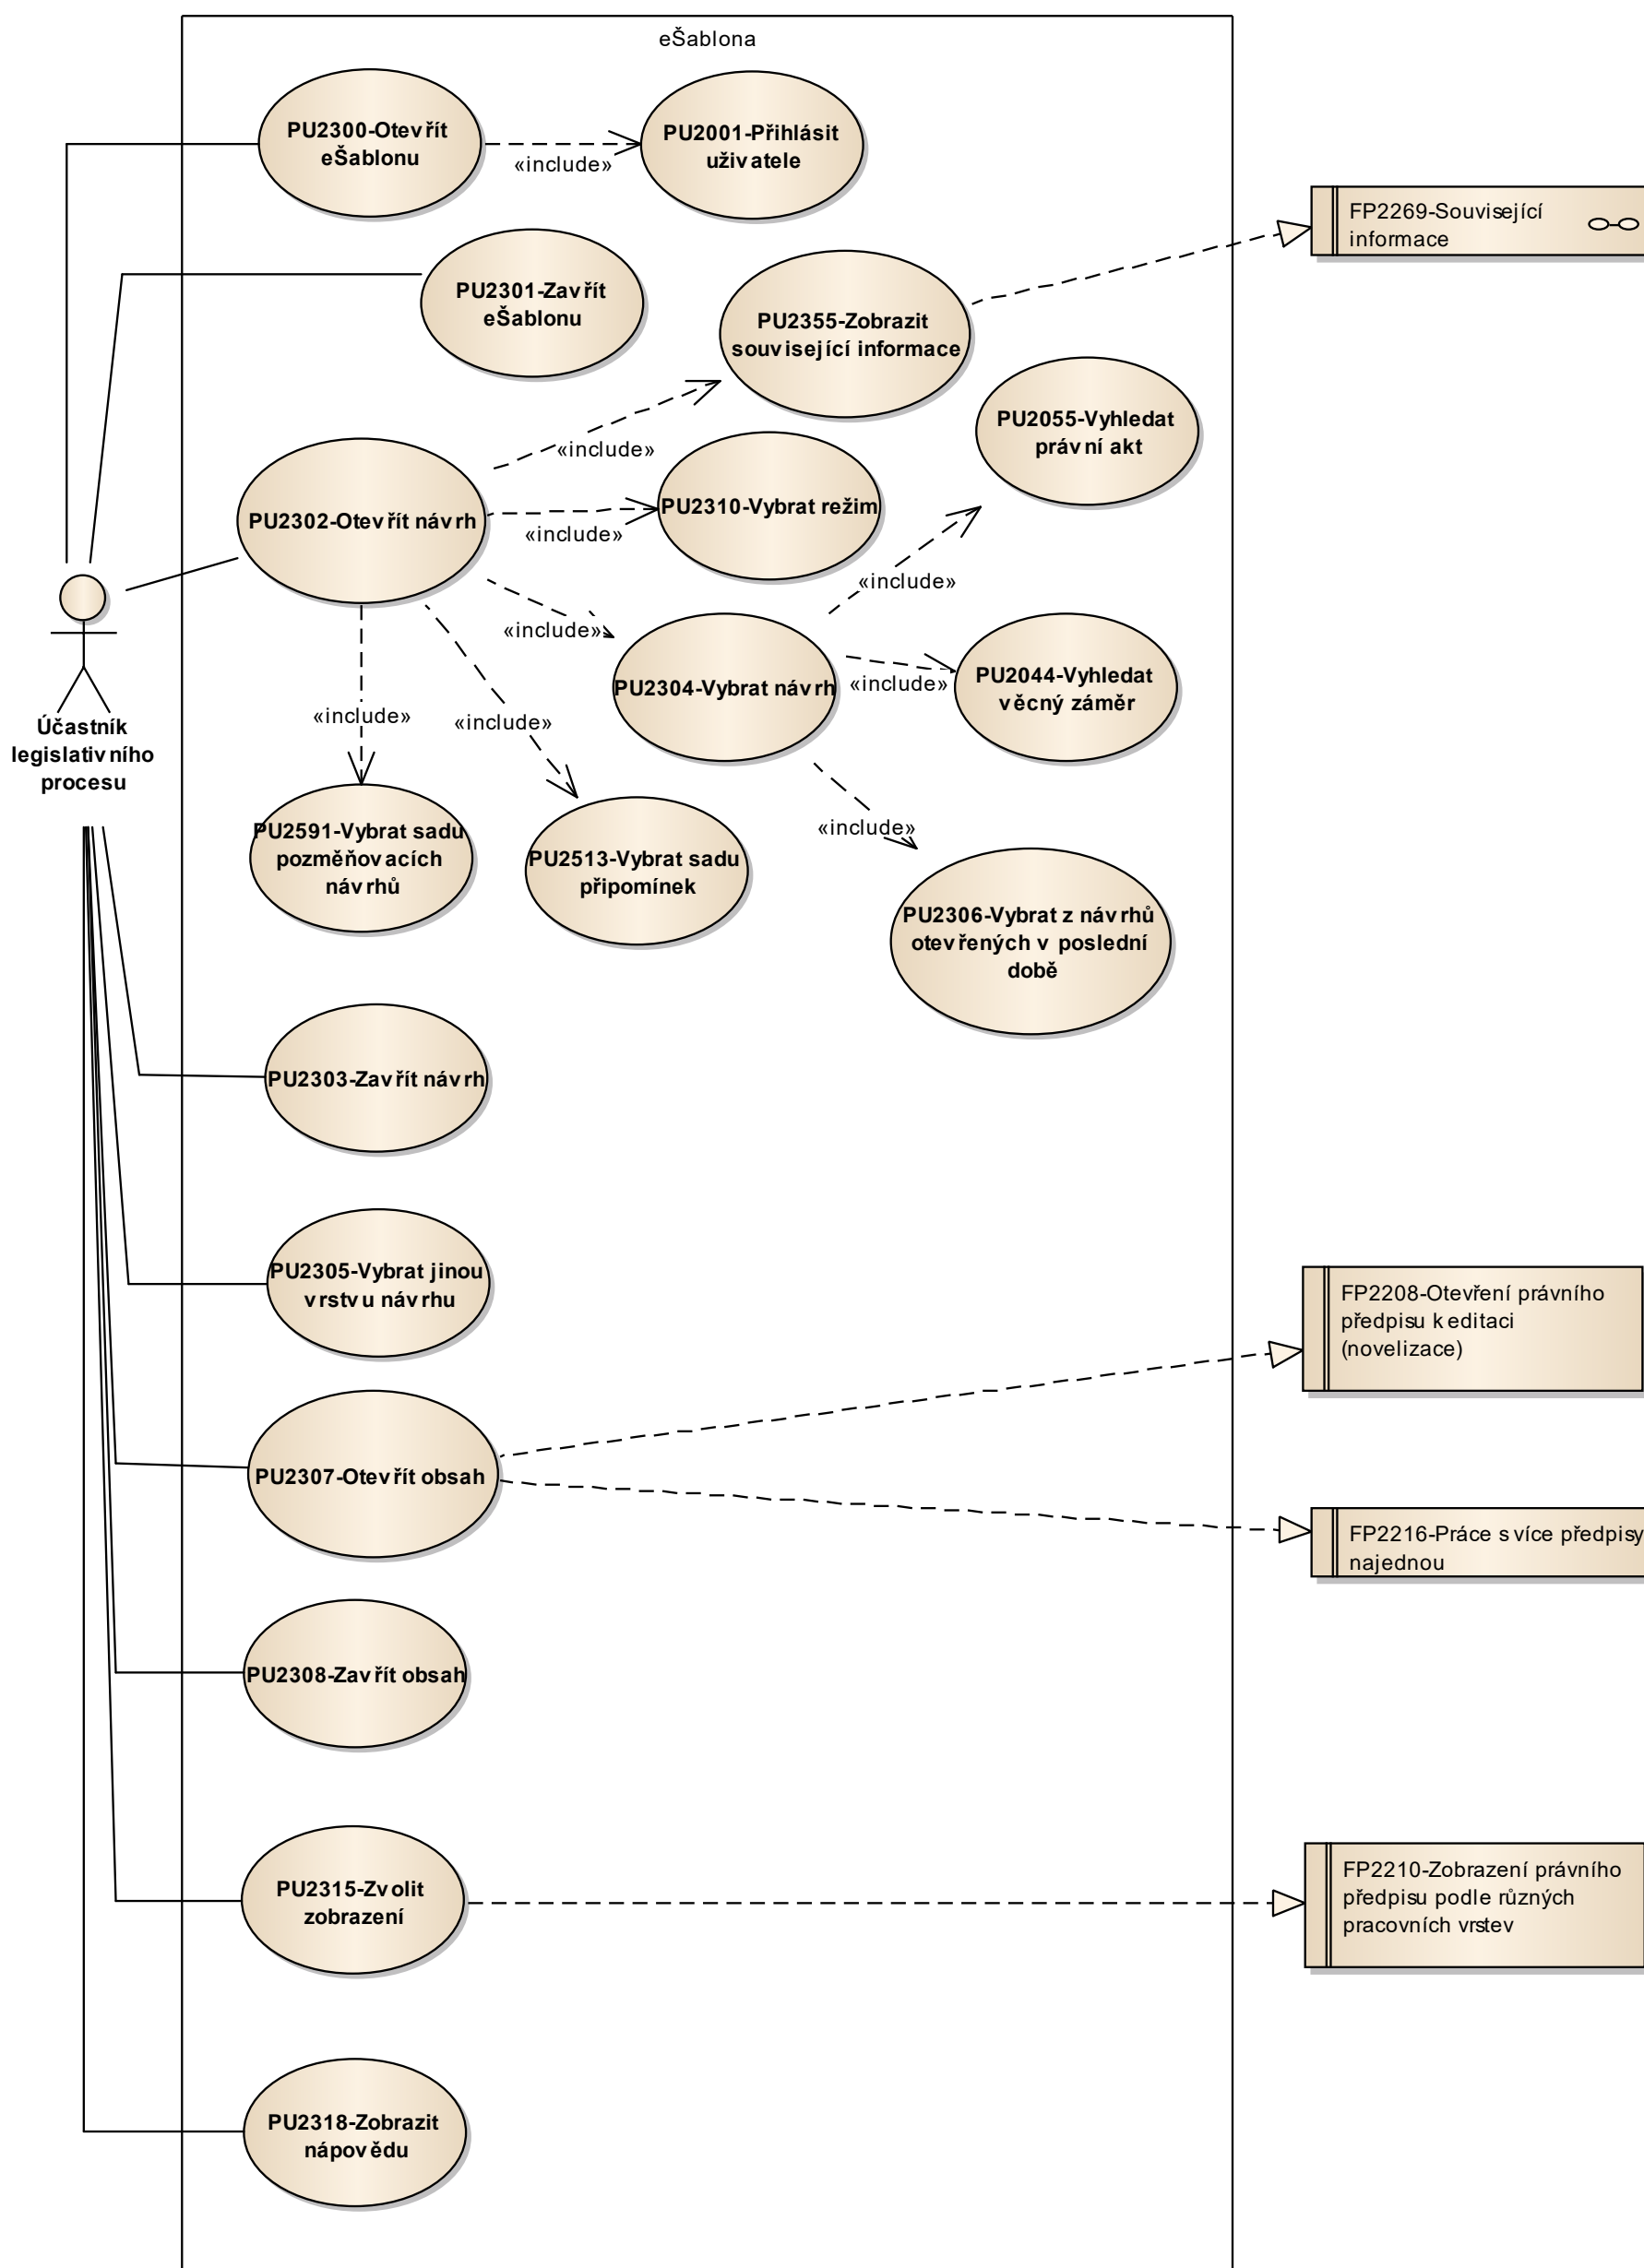 eŠablona
PU2300-Otevřít
eŠablonu
«include»
PU2001-Přihlásit
uživatele
FP2269-Související
informace
PU2301-Zavřít
eŠablonu
PU2355-Zobrazit
související informace
PU2055-Vyhledat
právní akt
«include»
PU2302-Otevřít návrh
PU2310-Vybrat režim
«include»
«include»
«include»
PU2304-Vybrat návrh
«include»
PU2044-Vyhledat
věcný záměr
Účastník
legislativního
procesu
«include»
«include»
«include»
PU2591-Vybrat sadu
pozměňovacích
návrhů
PU2513-Vybrat sadu
připomínek
PU2306-Vybrat z návrhů
otevřených v poslední
době
PU2303-Zavřít návrh
PU2305-Vybrat jinou
vrstvu návrhu
FP2208-Otevření právního
předpisu k editaci
(novelizace)
PU2307-Otevřít obsah
FP2216-Práce s více předpisy
najednou
PU2308-Zavřít obsah
PU2315-Zvolit
zobrazení
FP2210-Zobrazení právního
předpisu podle různých
pracovních vrstev
PU2318-Zobrazit
nápovědu